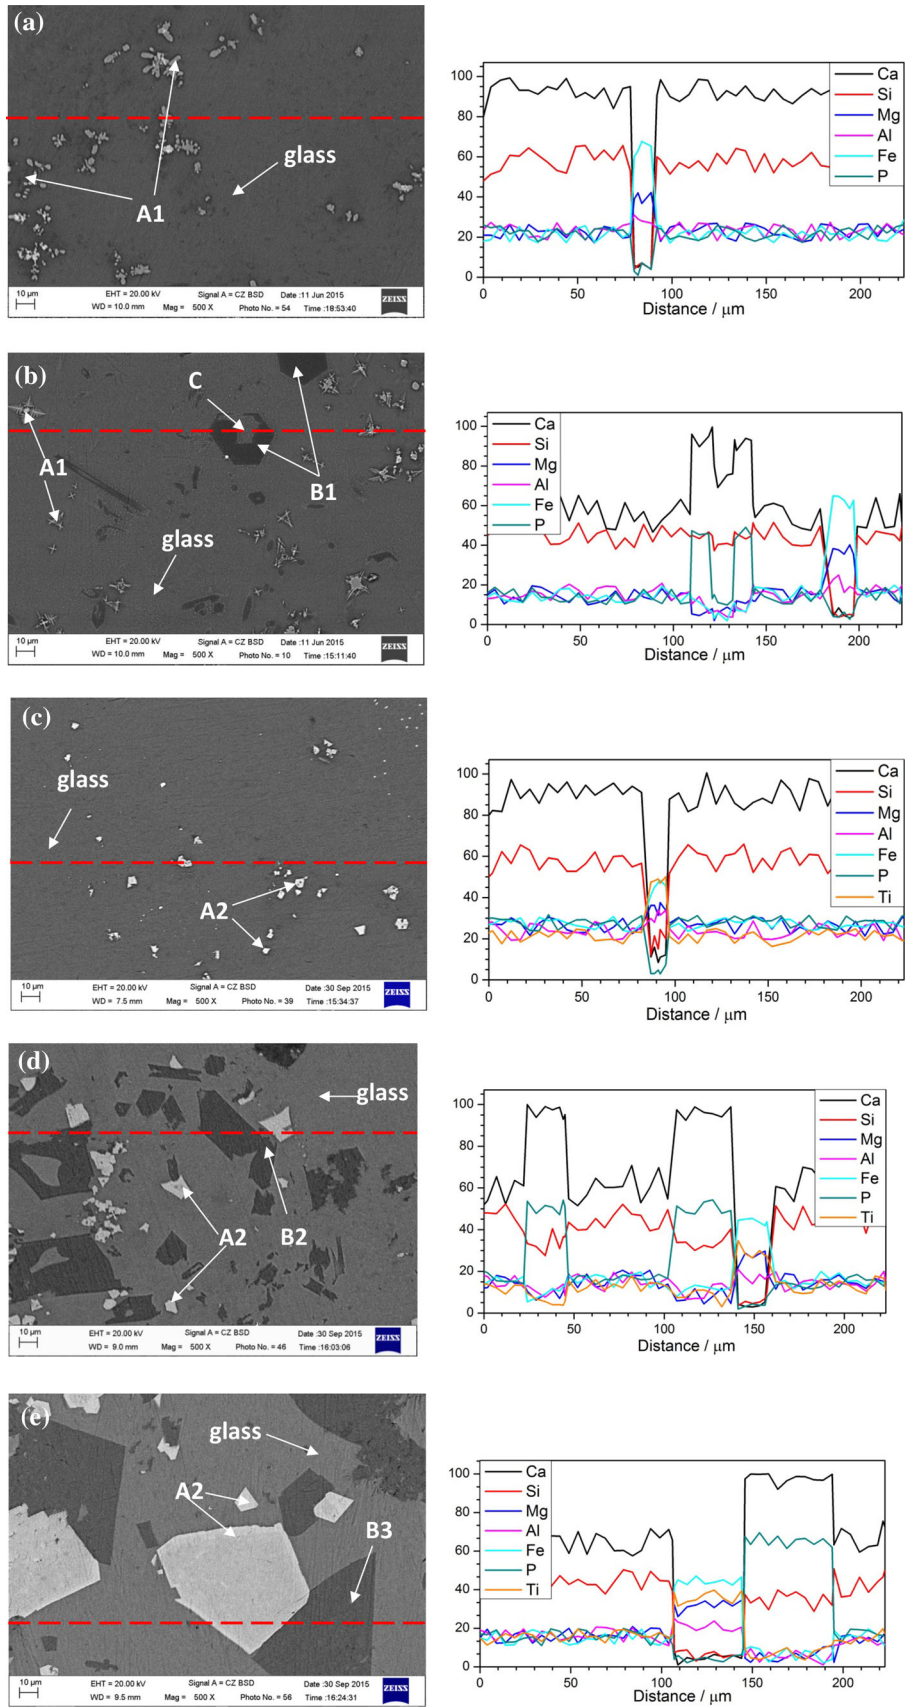 (a)
glass
A1
10 µm
EHT = 20.00 kV
Signal A = CZ BSD
Date :11 Jun 2015
WD = 10.0 mm
Mag = 500 X
Photo No. = 54
Time :18:53:40
ZEISS
100
80
60
40
20
0
Ca
Si
Mg
Al
Fe
P
0 50 100 150 200
Distance / µm
(b)
C
A1
B1
glass
10 µm
EHT = 20.00 kV
Signal A = CZ BSD
Date :11 Jun 2015
WD = 10.0 mm
Mag = 500 X
Photo No. = 10
Time :15:11:40
ZEISS
100
80
60
40
20
0
Ca
Si
Mg
Al
Fe
P
0 50 100 150 200
Distance / µm
(c)
glass
A2
10 µm
EHT = 20.00 kV
Signal A = CZ BSD
Date :30 Sep 2015
WD = 7.5 mm
Mag = 500 X
Photo No. = 39
Time :15:34:37
ZEISS
100
80
60
40
20
0
Ca
Si
Mg
Al
Fe
P
Ti
0 50 100 150 200
Distance / µm
(d)
glass
A2
B2
10 µm
EHT = 20.00 kV
Signal A = CZ BSD
Date :30 Sep 2015
WD = 9.0 mm
Mag = 500 X
Photo No. = 46
Time :16:03:06
ZEISS
100
80
60
40
20
0
Ca
Si
Mg
Al
Fe
P
Ti
0 50 100 150 200
Distance / µm
(e)
glass
A2
B3
10 µm
EHT = 20.00 kV
Signal A = CZ BSD
Date :30 Sep 2015
WD = 9.5 mm
Mag = 500 X
Photo No. = 56
Time :16:24:31
ZEISS
100
80
60
40
20
0
Ca
Si
Mg
Al
Fe
P
Ti
0 50 100 150 200
Distance / µm